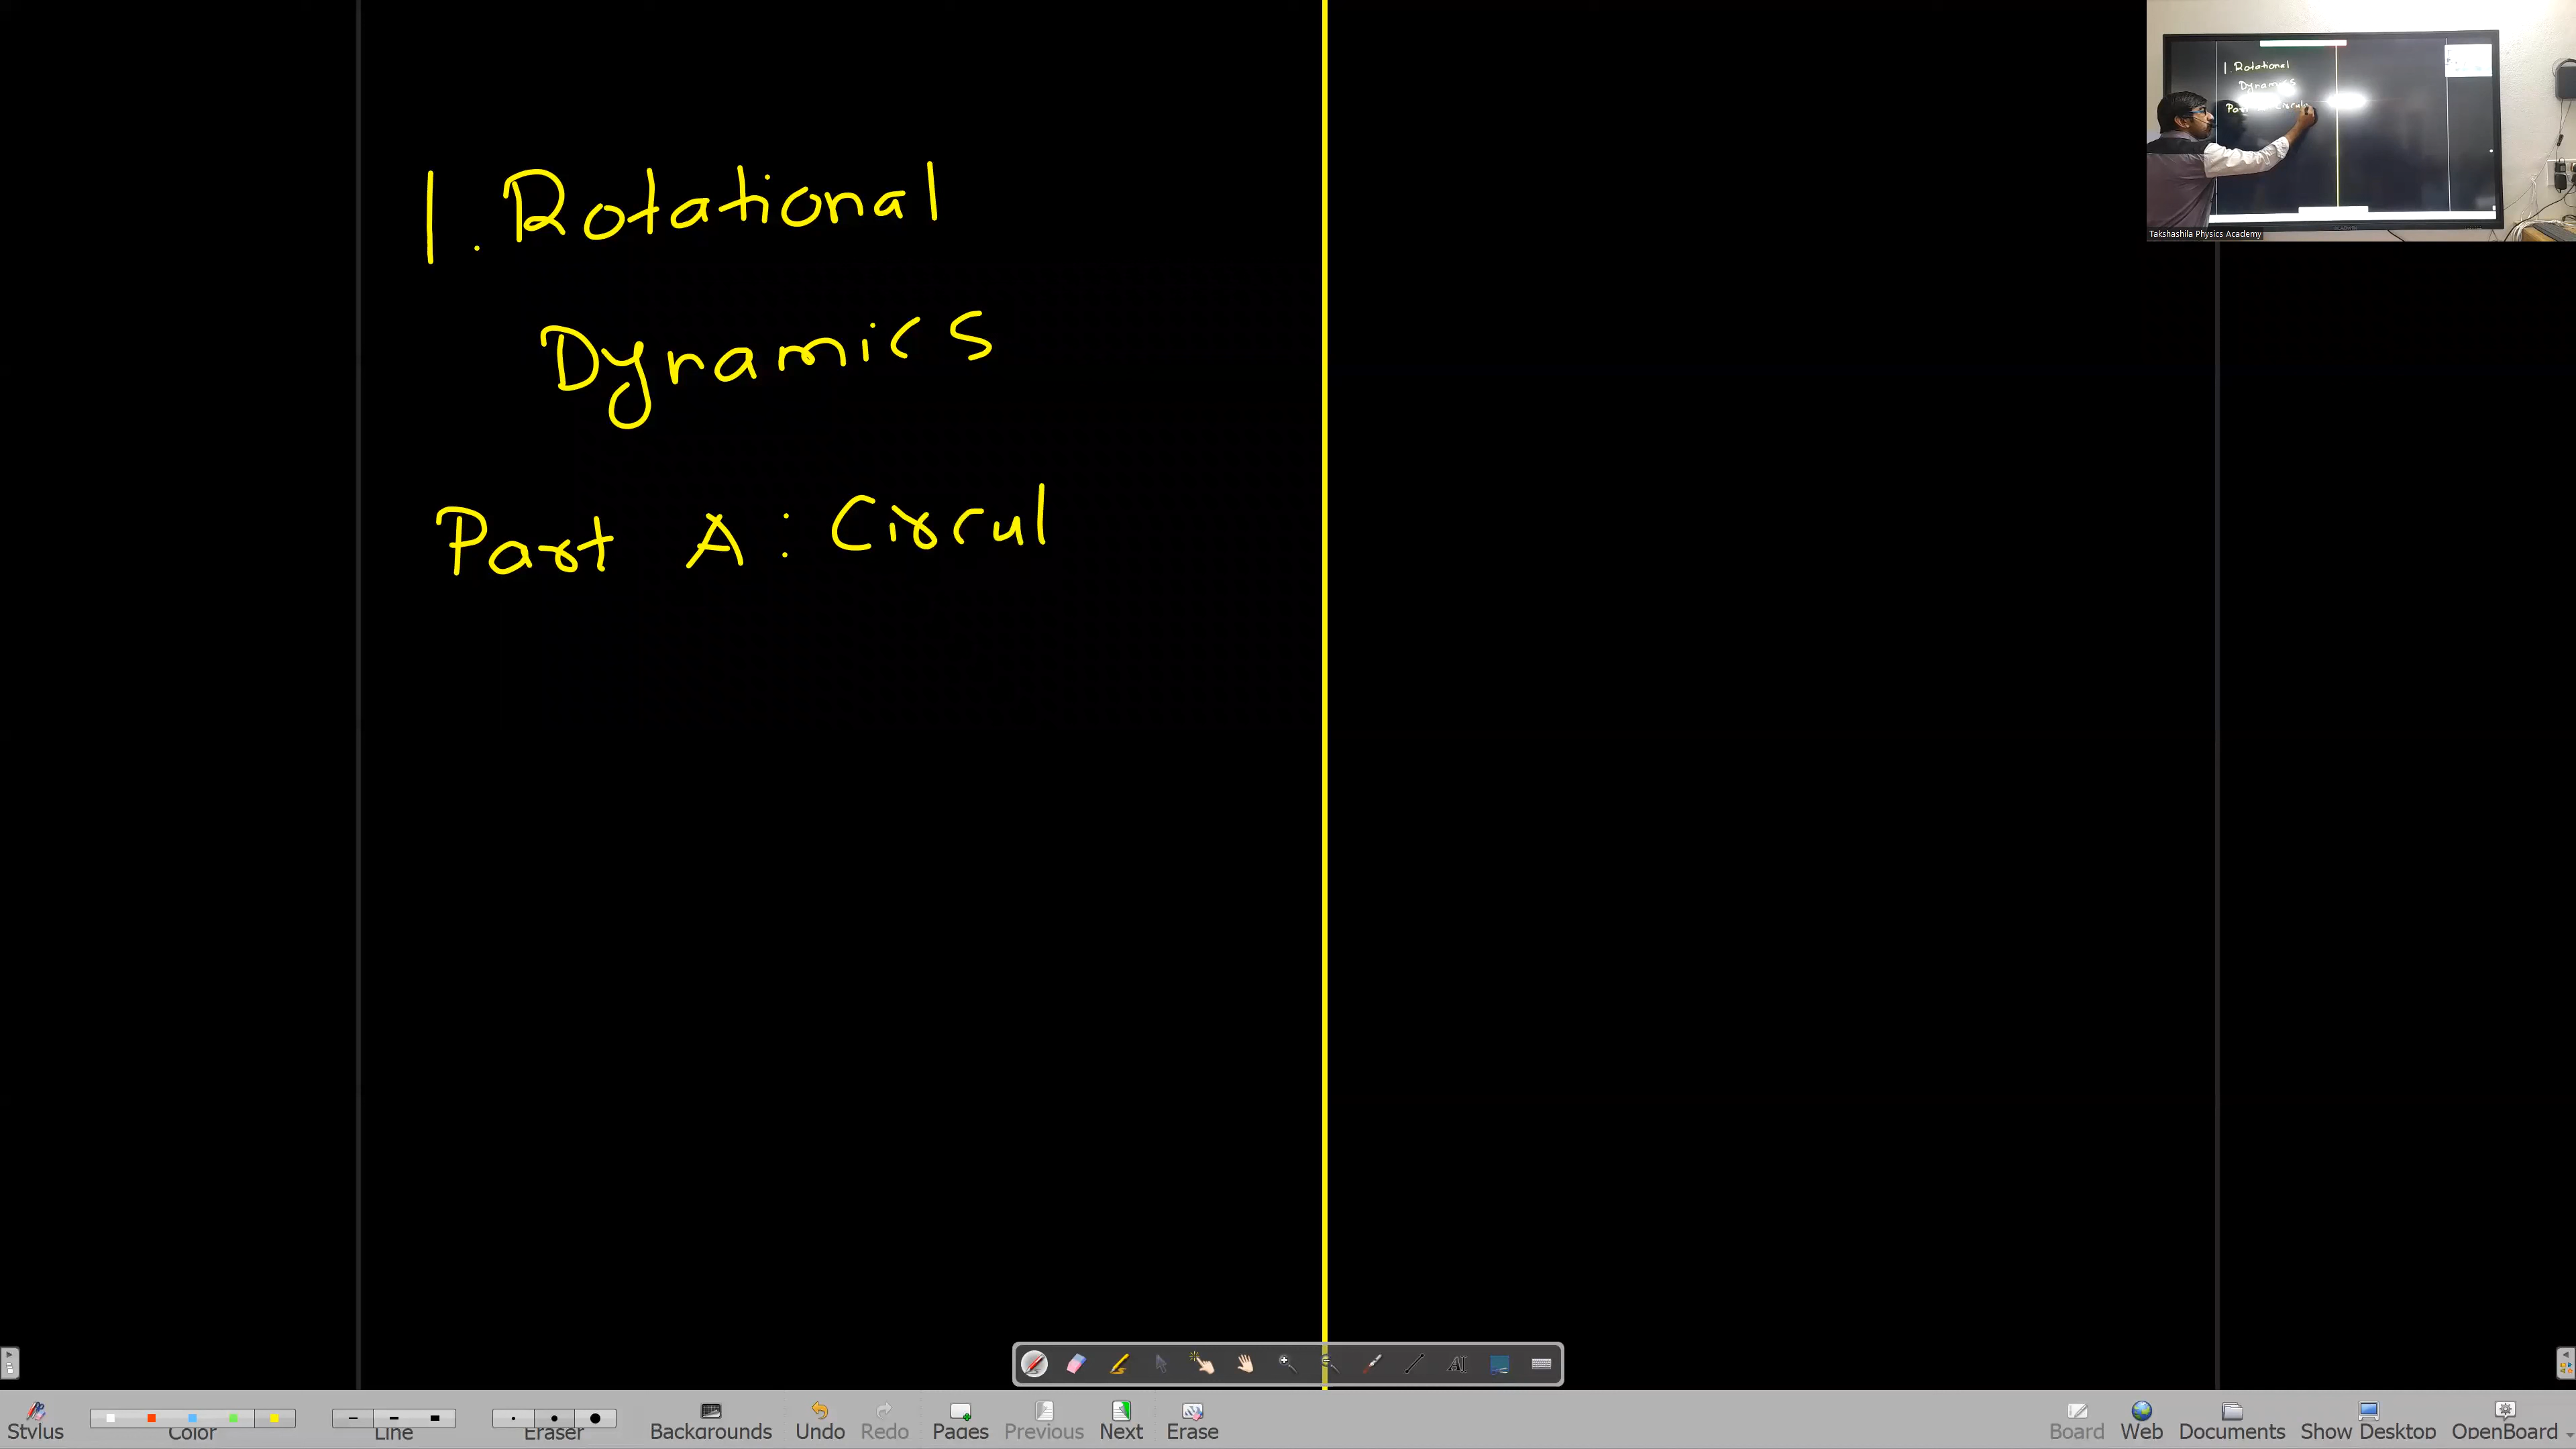 1. Rotational
Dynamics
Part A : Circul
Takshashila Physics Academy
Stylus
Color
Line
Eraser
Backgrounds
Undo
Redo
Pages
Previous
Next
Erase
Board
Web
Documents
Show Desktop
OpenBoard